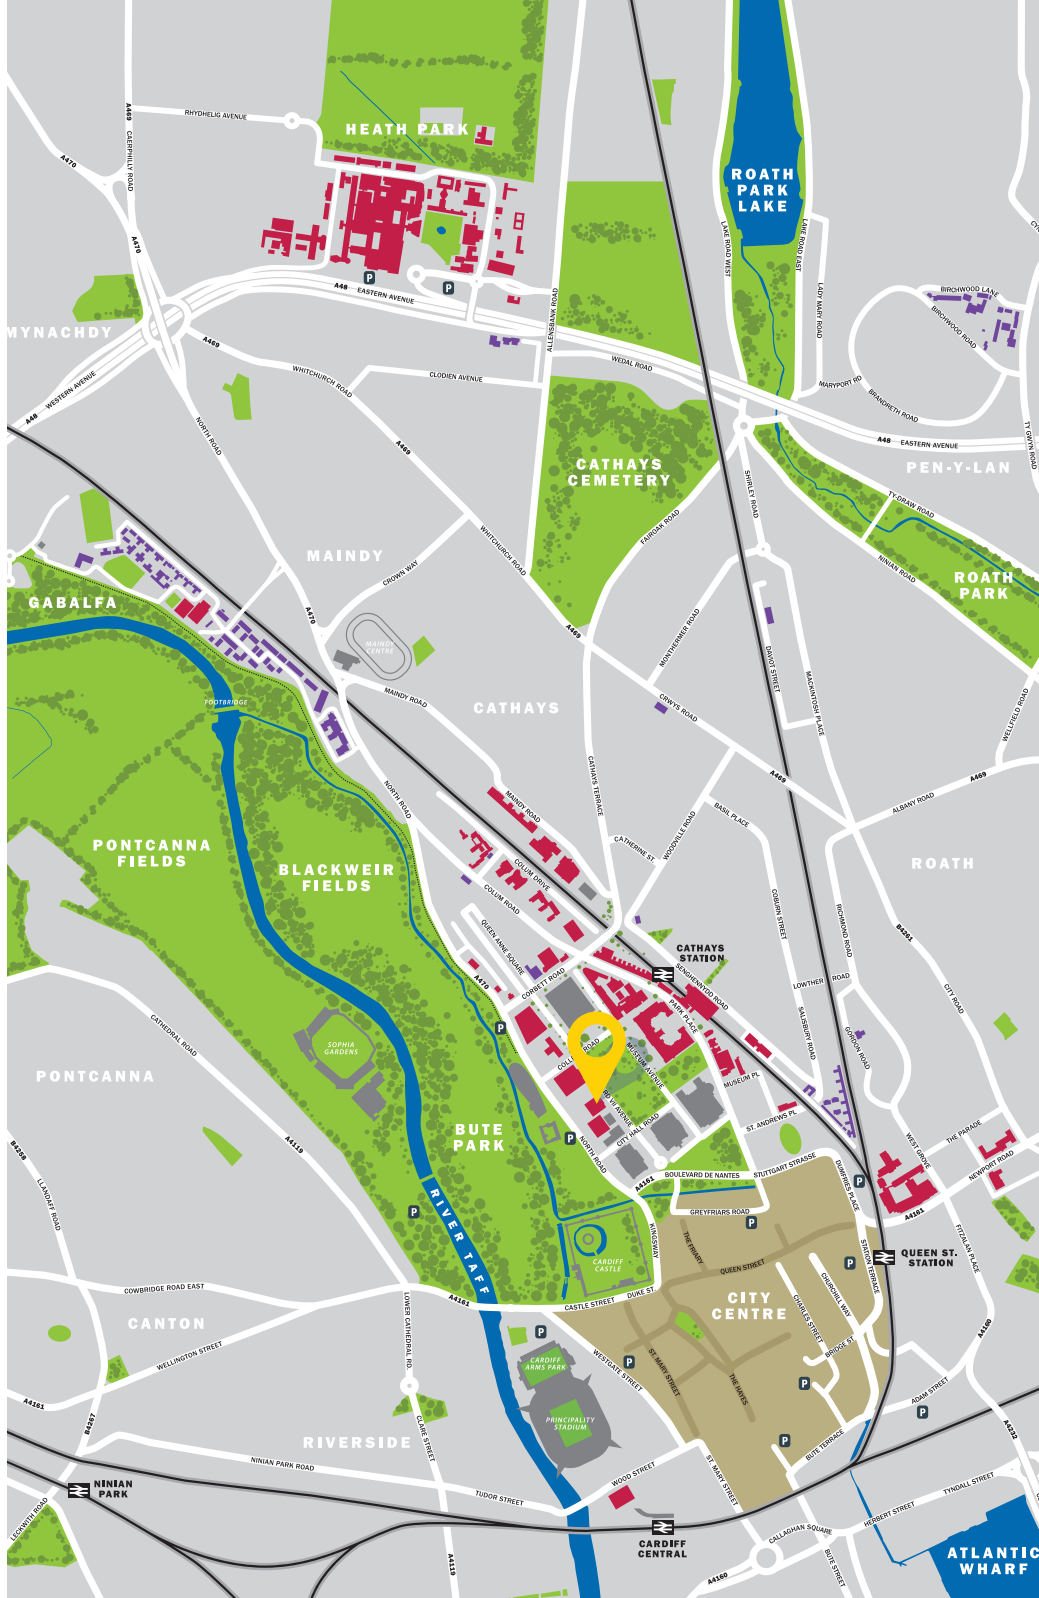 A469
CAERPHILLY ROAD
RHYDHELIG AVENUE
HEATH PARK
A470
A470
ROATH
PARK
LAKE
LAKE ROAD WEST
LAKE ROAD EAST
LADY MARY ROAD
P
P
A48
EASTERN AVENUE
ALLENSBANK ROAD
BIRCHWOOD LANE
BIRCHWOOD ROAD
MYNACHDY
A469
WHITCHURCH ROAD
CLODIEN AVENUE
WEDAL ROAD
MARYPORT RD
BRANDRETH ROAD
A48
WESTERN AVENUE
NORTH ROAD
A469
A48
EASTERN AVENUE
TY GWYN ROAD
PEN-Y-LAN
CATHAYS
CEMETERY
SHIRLEY ROAD
TY-DRAW ROAD
FAIROAK ROAD
WHITCHURCH ROAD
MAINDY
CROWN WAY
NINIAN ROAD
ROATH
PARK
GABALFA
A470
MAINDY
CENTRE
A469
MONTHERMER ROAD
DAVIOT STREET
MACKINTOSH PLACE
FOOTBRIDGE
MAINDY ROAD
CATHAYS
CRWYS ROAD
WELLFIELD ROAD
CATHAYS TERRACE
A469
A469
NORTH ROAD
MAINDY ROAD
BASIL PLACE
ALBANY ROAD
PONTCANNA
FIELDS
BLACKWEIR
FIELDS
CATHERINE ST.
WOODVILLE ROAD
ROATH
COLUM DRIVE
COLUM ROAD
COBURN STREET
RICHMOND ROAD
B4261
QUEEN ANNE SQUARE
CATHAYS
STATION
SENGHENNYDD ROAD
CORBETT ROAD
A470
PARK PLACE
LOWTHER ROAD
CITY ROAD
SALISBURY ROAD
GORDON ROAD
CATHEDRAL ROAD
P
SOPHIA
GARDENS
MUSEUM AVENUE
PONTCANNA
MUSEUM PL
BUTE
PARK
P
CITY HALL ROAD
ST. ANDREWS PL
NORTH ROAD
A4119
B4258
LLANDAFF ROAD
WEST GROVE
THE PARADE
NEWPORT ROAD
BOULEVARD DE NANTES
STUTTGART STRASSE
A4161
DUMFRIES PLACE
P
RIVER TAFF
P
GREYFRIARS ROAD
P
A4161
FITZALAN PLACE
KINGSWAY
THE FRIARY
STATION TERRACE
QUEEN ST.
STATION
CARDIFF
CASTLE
QUEEN STREET
P
COWBRIDGE ROAD EAST
A4161
CASTLE STREET
DUKE ST.
CITY
CENTRE
CHURCHILL WAY
CHARLES STREET
CANTON
LOWER CATHEDRAL RD.
P
WELLINGTON STREET
BRIDGE ST
A4160
CARDIFF
ARMS PARK
WESTGATE STREET
P
ST. MARY STREET
THE HAYES
P
ADAM STREET
P
A4161
B4267
CLARE STREET
PRINCIPALITY
STADIUM
A4232
RIVERSIDE
P
BUTE TERRACE
NINIAN PARK ROAD
WOOD STREET
ST. MARY STREET
TYNDALL STREET
NINIAN
PARK
TUDOR STREET
HERBERT STREET
LECKWITH ROAD
CALLAGHAN SQUARE
CARDIFF
CENTRAL
BUTE STREET
ATLANTIC
WHARF
A4119
A4160